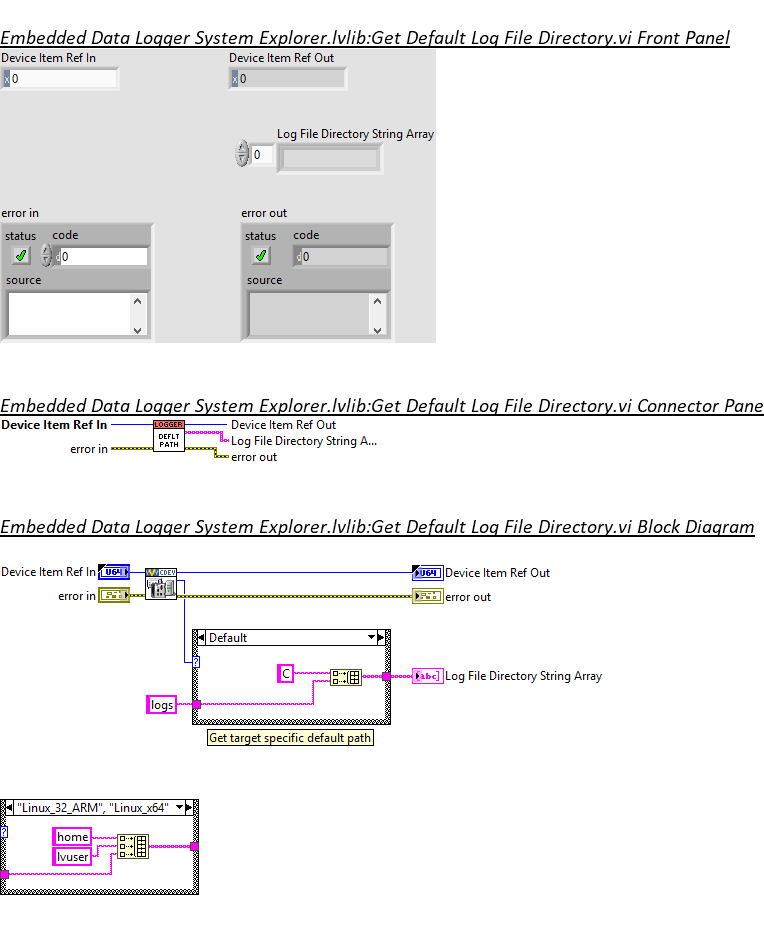 Embedded Data Logger System Explorer.lvlib:Get Default Log File Directory.vi Front Panel
Device Item Ref In
Device Item Ref Out
x 0
x 0
Log File Directory String Array
0
error in
error out
status code
status code
d 0
d 0
source
source
Embedded Data Logger System Explorer.lvlib:Get Default Log File Directory.vi Connector Pane
Device Item Ref In
LOGGER
DEFLT
PATH
Device Item Ref Out
Log File Directory String A...
error in
error out
Embedded Data Logger System Explorer.lvlib:Get Default Log File Directory.vi Block Diagram
Device Item Ref In
U64
CDEV
U64
Device Item Ref Out
error in
error out
Default
?
C
abc
Log File Directory String Array
logs
Get target specific default path
"Linux_32_ARM", "Linux_x64"
?
home
lvuser